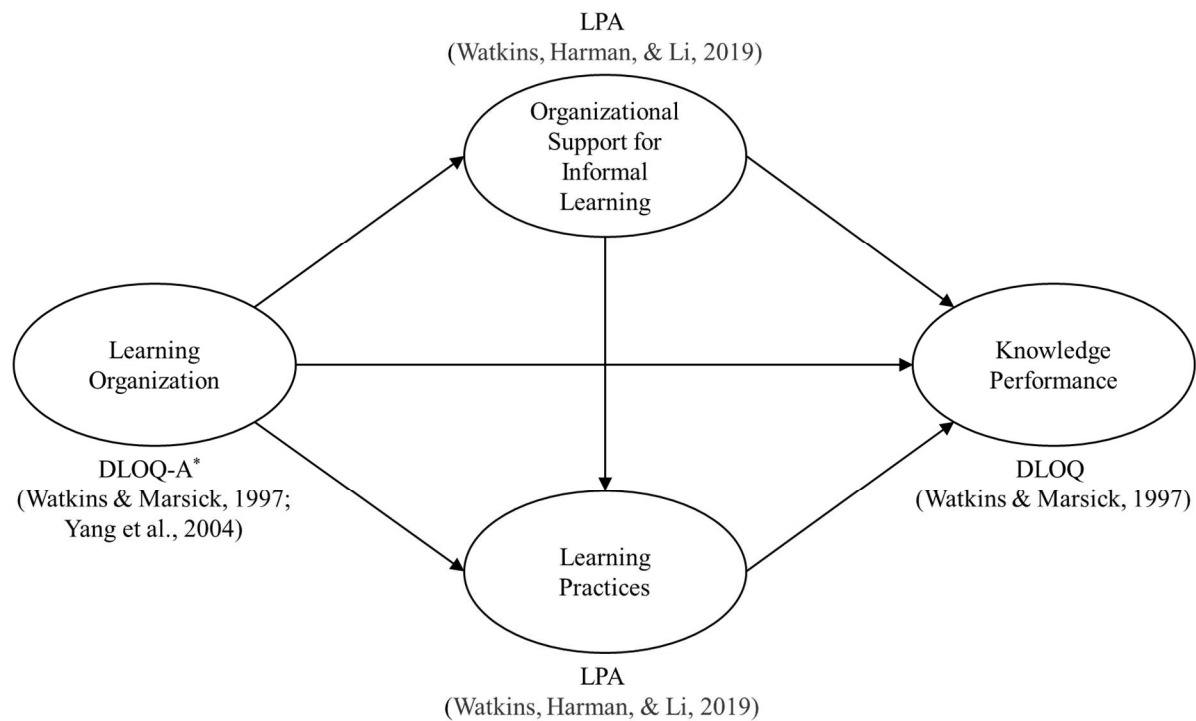 LPA
(Watkins, Harman, & Li, 2019)
Organizational
Support for
Informal
Learning
Learning
Organization
DLOQ-A*
(Watkins & Marsick, 1997;
Yang et al., 2004)
Knowledge
Performance
DLOQ
(Watkins & Marsick, 1997)
Learning
Practices
LPA
(Watkins, Harman, & Li, 2019)